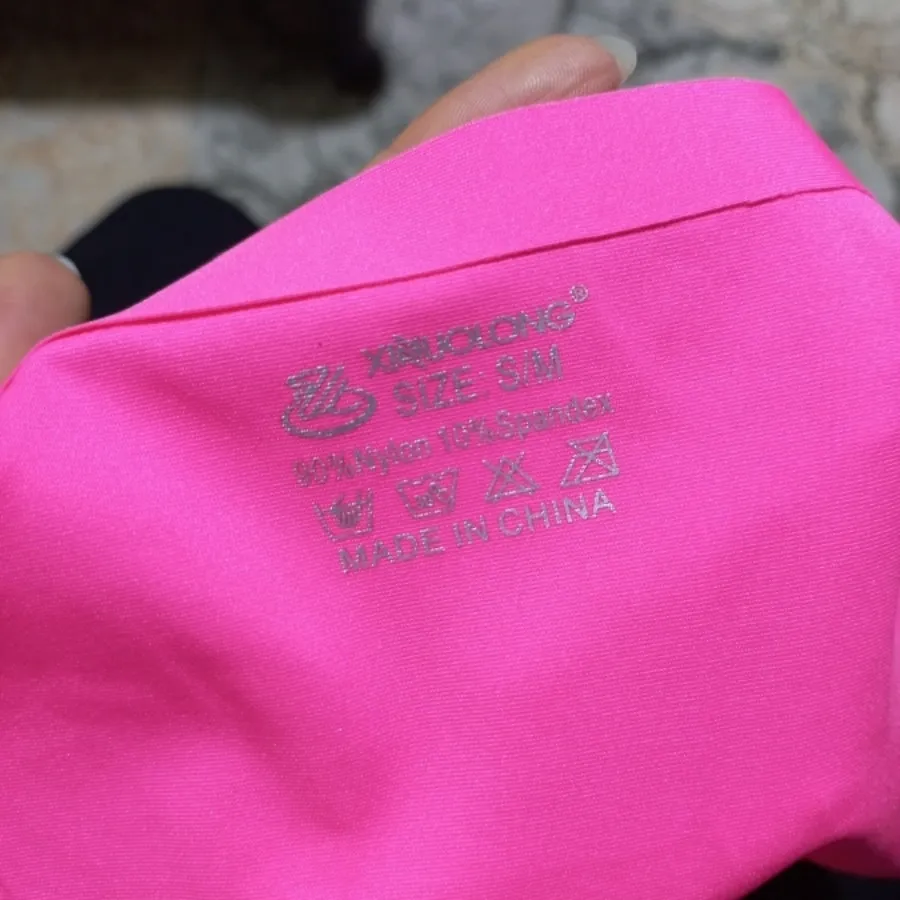 SIZE: S/M
90%Nylon 10%Spandex
MADE IN CHINA